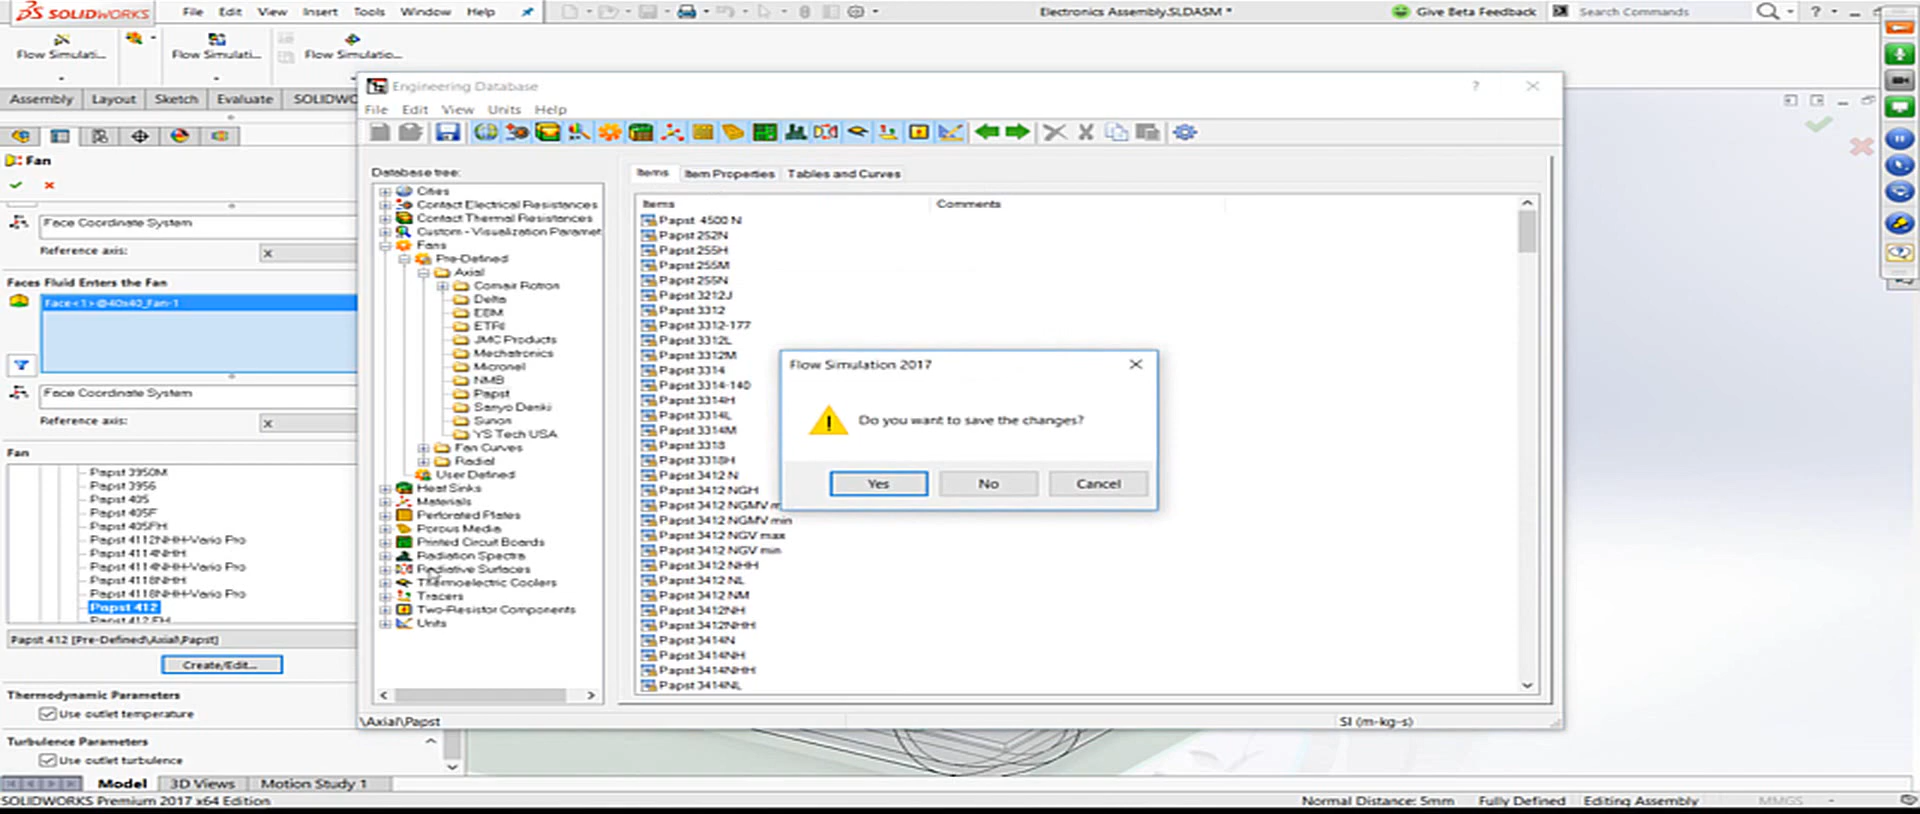 SOLIDWORKS File Edit View Insert Tools Window Help Electronics Assembly.SLDASM * Give Beta Feedback Search Commands
Flow Simulati... Flow Simulati... Flow Simulatio...
Assembly Layout Sketch Evaluate SOLIDWO
Fan
Face Coordinate System
Reference axis: X
Faces Fluid Enters the Fan
Face<1>@40x40_Fan-1
Face Coordinate System
Reference axis: X
Fan
Papst 3950M
Papst 3956
Papst 405
Papst 405F
Papst 405FH
Papst 4112NHH-Vario Pro
Papst 4114NHH
Papst 4114NHH-Vario Pro
Papst 4118NHH
Papst 4118NHH-Vario Pro
Papst 412
Papst 412 FH
Papst 412 [Pre-Defined\Axial\Papst]
Create/Edit...
Thermodynamic Parameters
Use outlet temperature
Turbulence Parameters
Use outlet turbulence
Engineering Database
File Edit View Units Help
Database tree:
Cities
Contact Electrical Resistances
Contact Thermal Resistances
Custom - Visualization Paramet
Fans
Pre-Defined
Axial
Comair Rotron
Delta
EBM
ETRI
JMC Products
Mechatronics
Micronel
NMB
Papst
Sanyo Denki
Sunon
YS Tech USA
Fan Curves
Radial
User Defined
Heat Sinks
Materials
Perforated Plates
Porous Media
Printed Circuit Boards
Radiation Spectra
Radiative Surfaces
Thermoelectric Coolers
Tracers
Two-Resistor Components
Units
Items Item Properties Tables and Curves
Items Comments
Papst 4500 N
Papst 252N
Papst 255H
Papst 255M
Papst 255N
Papst 3212J
Papst 3312
Papst 3312-177
Papst 3312L
Papst 3312M
Papst 3314
Papst 3314-140
Papst 3314H
Papst 3314L
Papst 3314M
Papst 3318
Papst 3318H
Papst 3412 N
Papst 3412 NGH
Papst 3412 NGMV m
Papst 3412 NGMV min
Papst 3412 NGV max
Papst 3412 NGV min
Papst 3412 NHH
Papst 3412 NL
Papst 3412 NM
Papst 3412NH
Papst 3412NHH
Papst 3414N
Papst 3414NH
Papst 3414NHH
Papst 3414NL
Flow Simulation 2017
Do you want to save the changes?
Yes No Cancel
\Axial\Papst SI (m-kg-s)
Model 3D Views Motion Study 1
SOLIDWORKS Premium 2017 x64 Edition Normal Distance: 5mm Fully Defined Editing Assembly MMGS